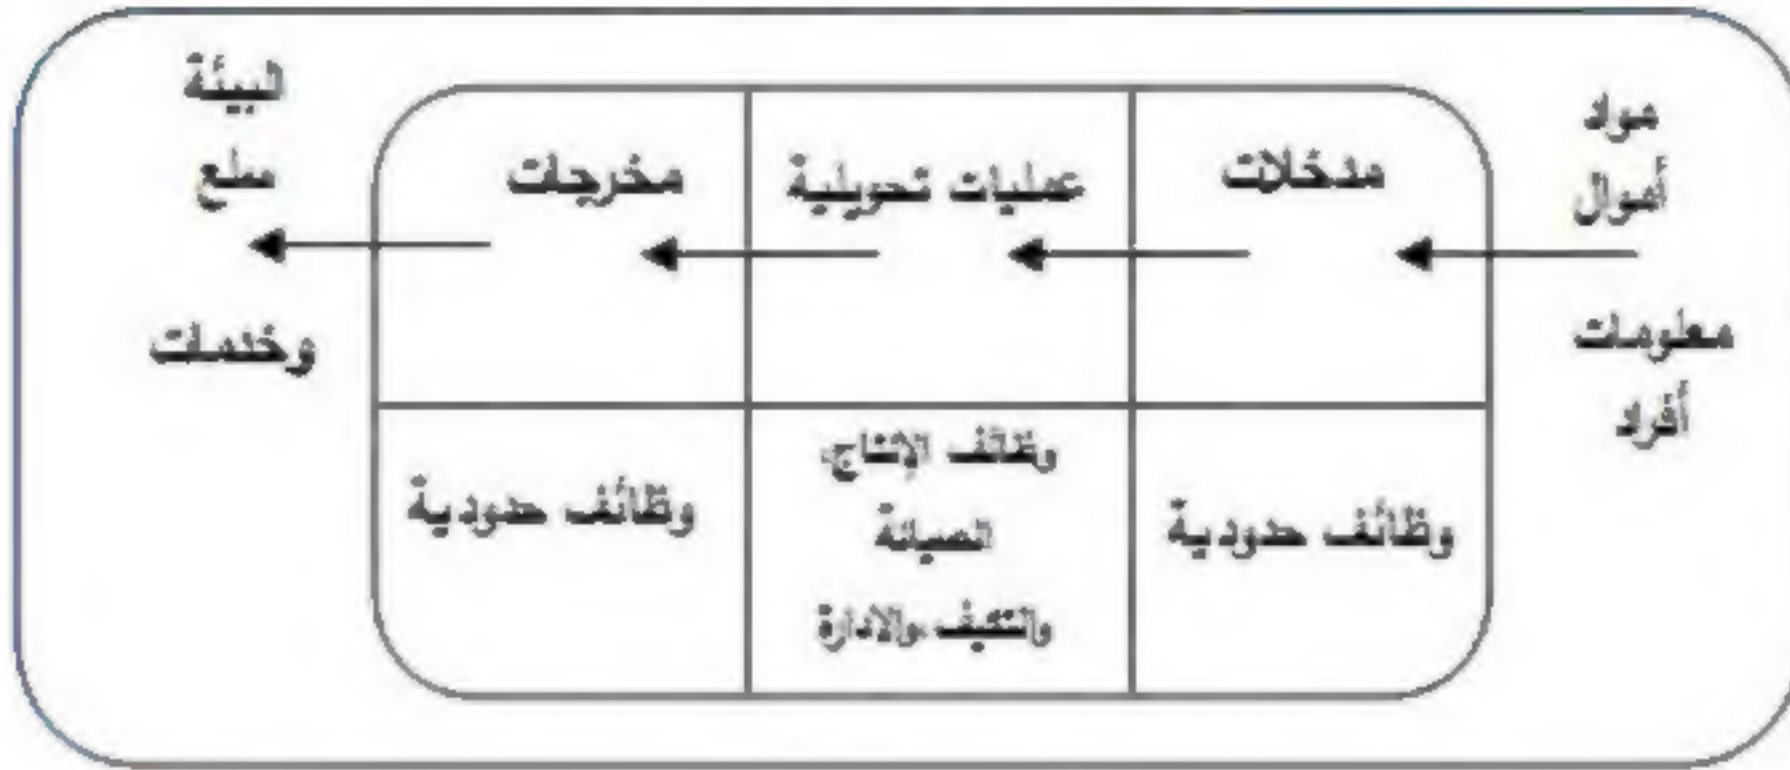 مواد
أموال
معلومات
أفراد
مدخلات
عمليات تحويلية
مخرجات
البيئة
سلع
وخدمات
وظائف حدودية
وظائف الإنتاج،
الصيانة
والتكيف ،والادارة
وظائف حدودية